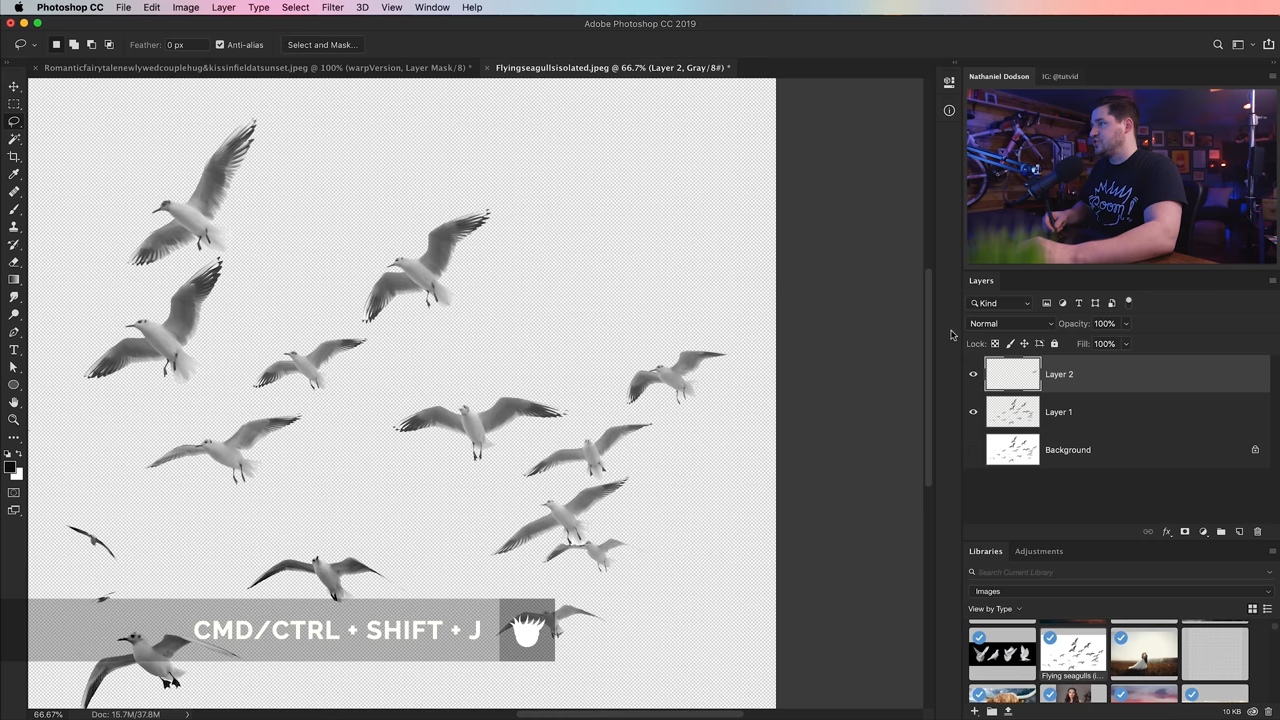 Photoshop CC File Edit Image Layer Type Select Filter 3D View Window Help
Adobe Photoshop CC 2019
Feather: 0 px Anti-alias Select and Mask...
Romanticfairytalenewlywedcouplehug&kissinfieldatsunset.jpeg @ 100% (warpVersion, Layer Mask/8) *
Flyingseagullsisolated.jpeg @ 66.7% (Layer 2, Gray/8#) *
Nathaniel Dodson IG: @tutvid
Layers
Kind
Normal Opacity: 100%
Lock: Fill: 100%
Layer 2
Layer 1
Background
Libraries Adjustments
Search Current Library
Images
View by Type
Flying seagulls (i...
CMD/CTRL + SHIFT + J
66.67% Doc: 15.7M/37.8M
10 KB